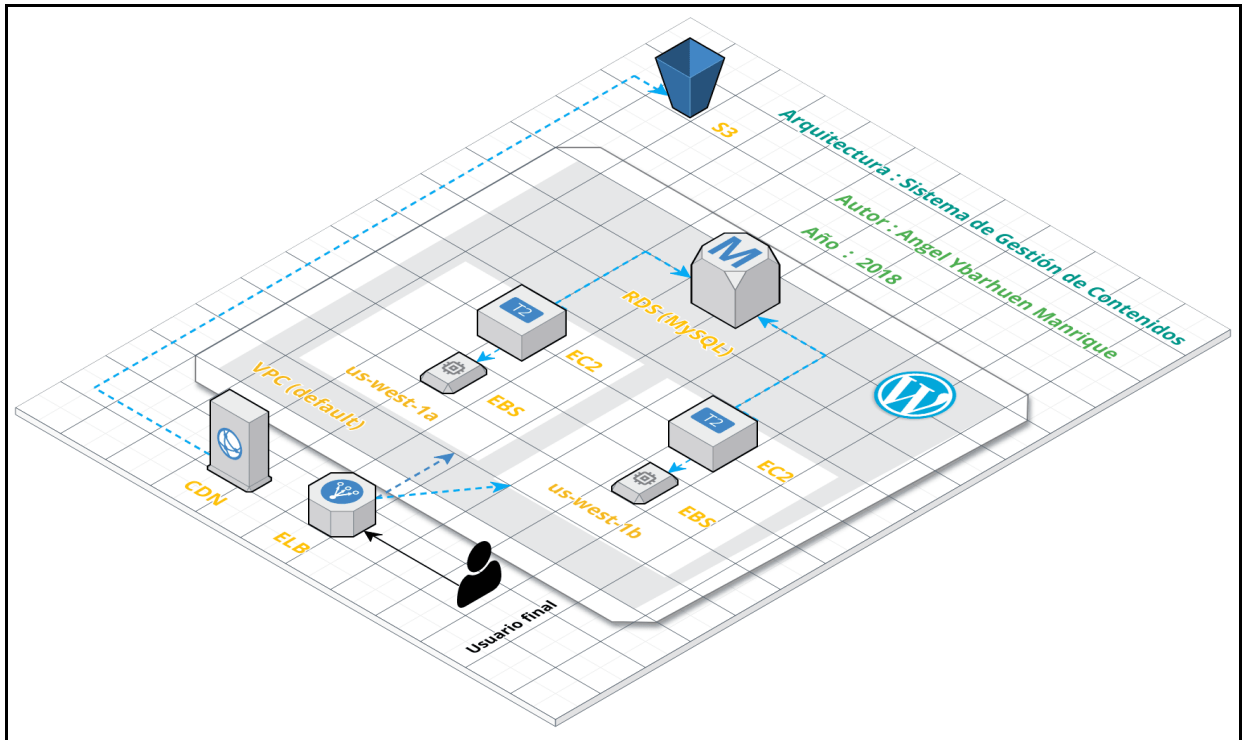 S3
Arquitectura : Sistema de Gestión de Contenidos
Autor : Angel Ybarhuen Manrique
Año : 2018
M
RDS (MySQL)
T2
EC2
EBS
us-west-1a
VPC (default)
W
T2
EC2
EBS
us-west-1b
CDN
ELB
Usuario final